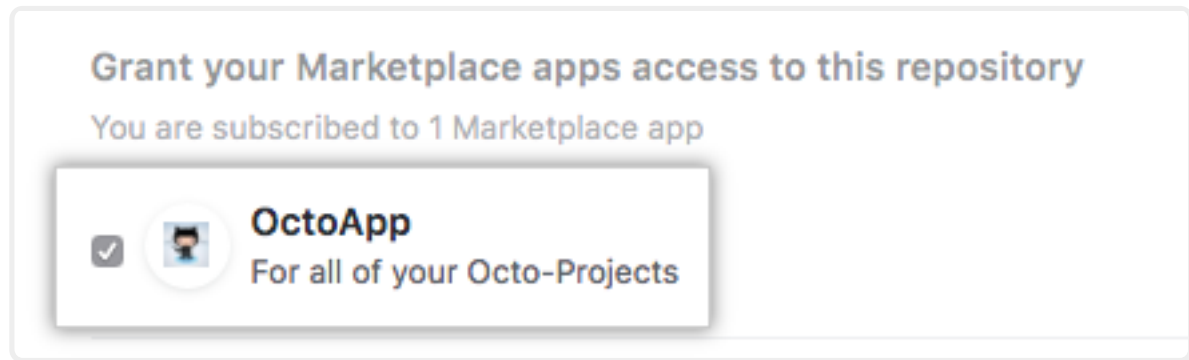 Grant your Marketplace apps access to this repository
You are subscribed to 1 Marketplace app
OctoApp
For all of your Octo-Projects